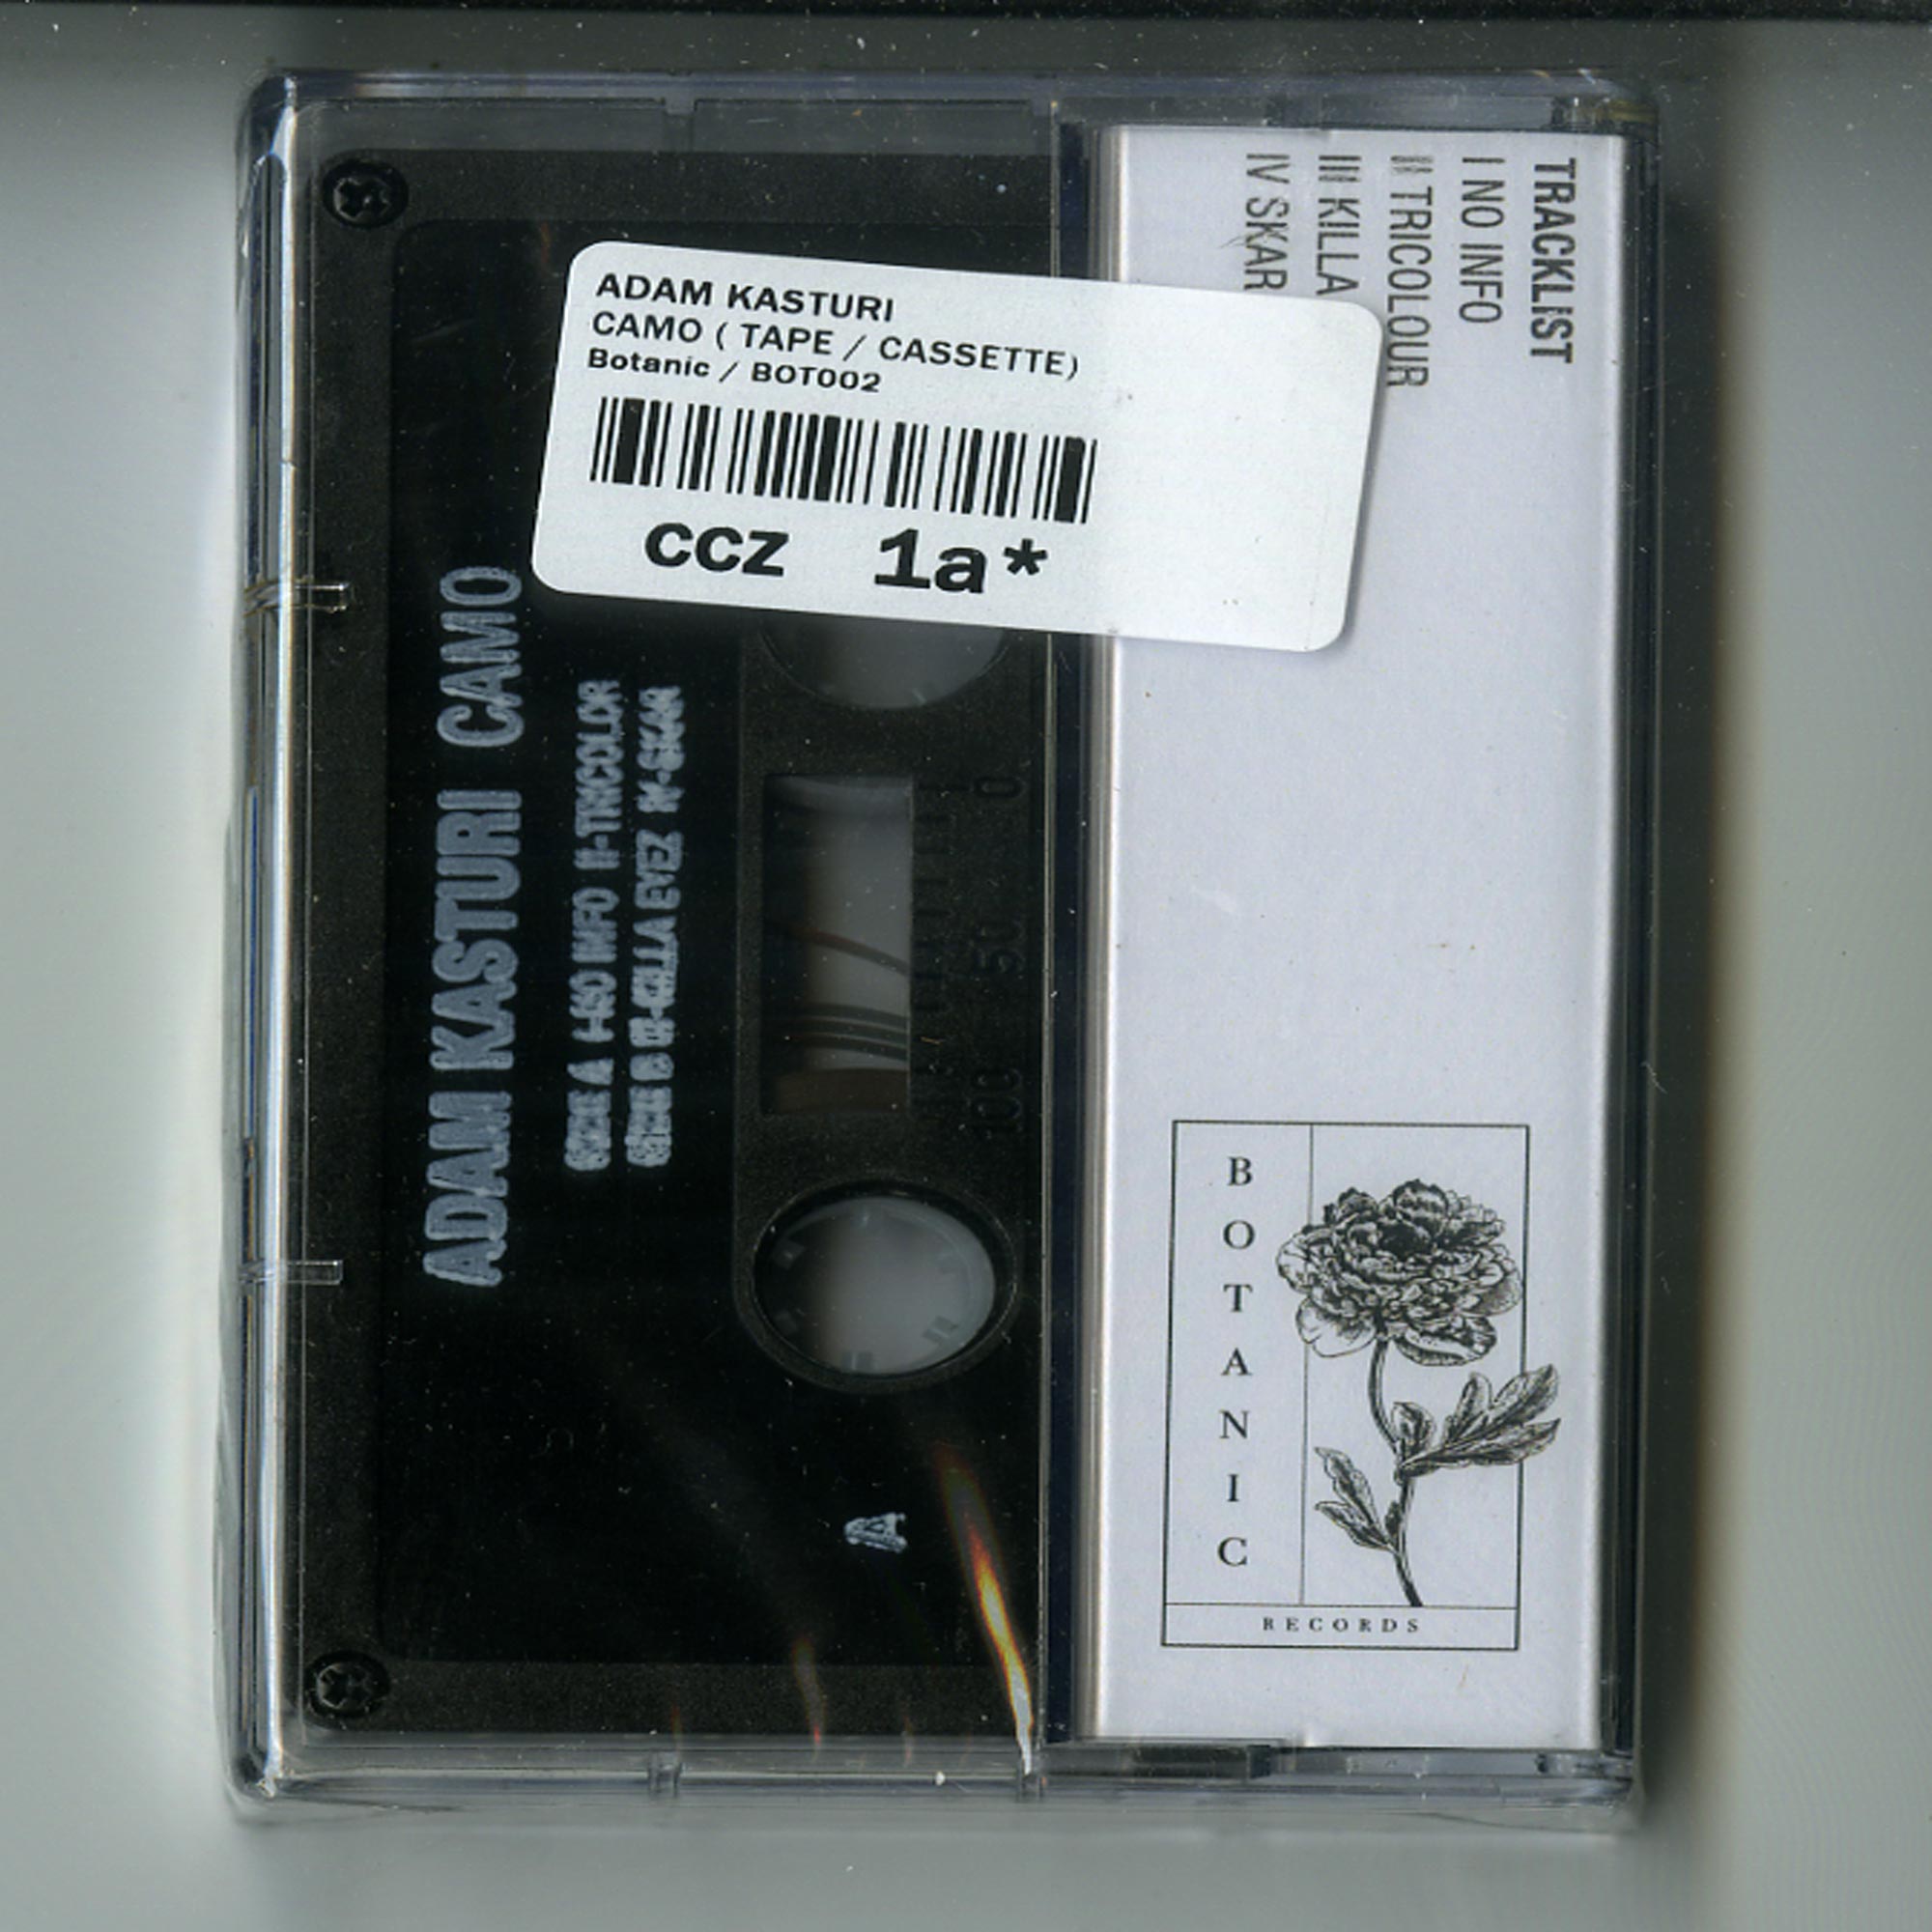 ADAM KASTURI
CAMO ( TAPE / CASSETTE)
Botanic / BOT002
ccz 1a*
TRACKLIST
I NO INFO
II TRICOLOUR
III KILLA
IV SKAR
ADAM KASTURI CAMO
SIDE A I-NO INFO II-TRICOLOR
SIDE B III-KILLA EYEZ IV-SKAR
0
50
100
A
BOTANIC
RECORDS